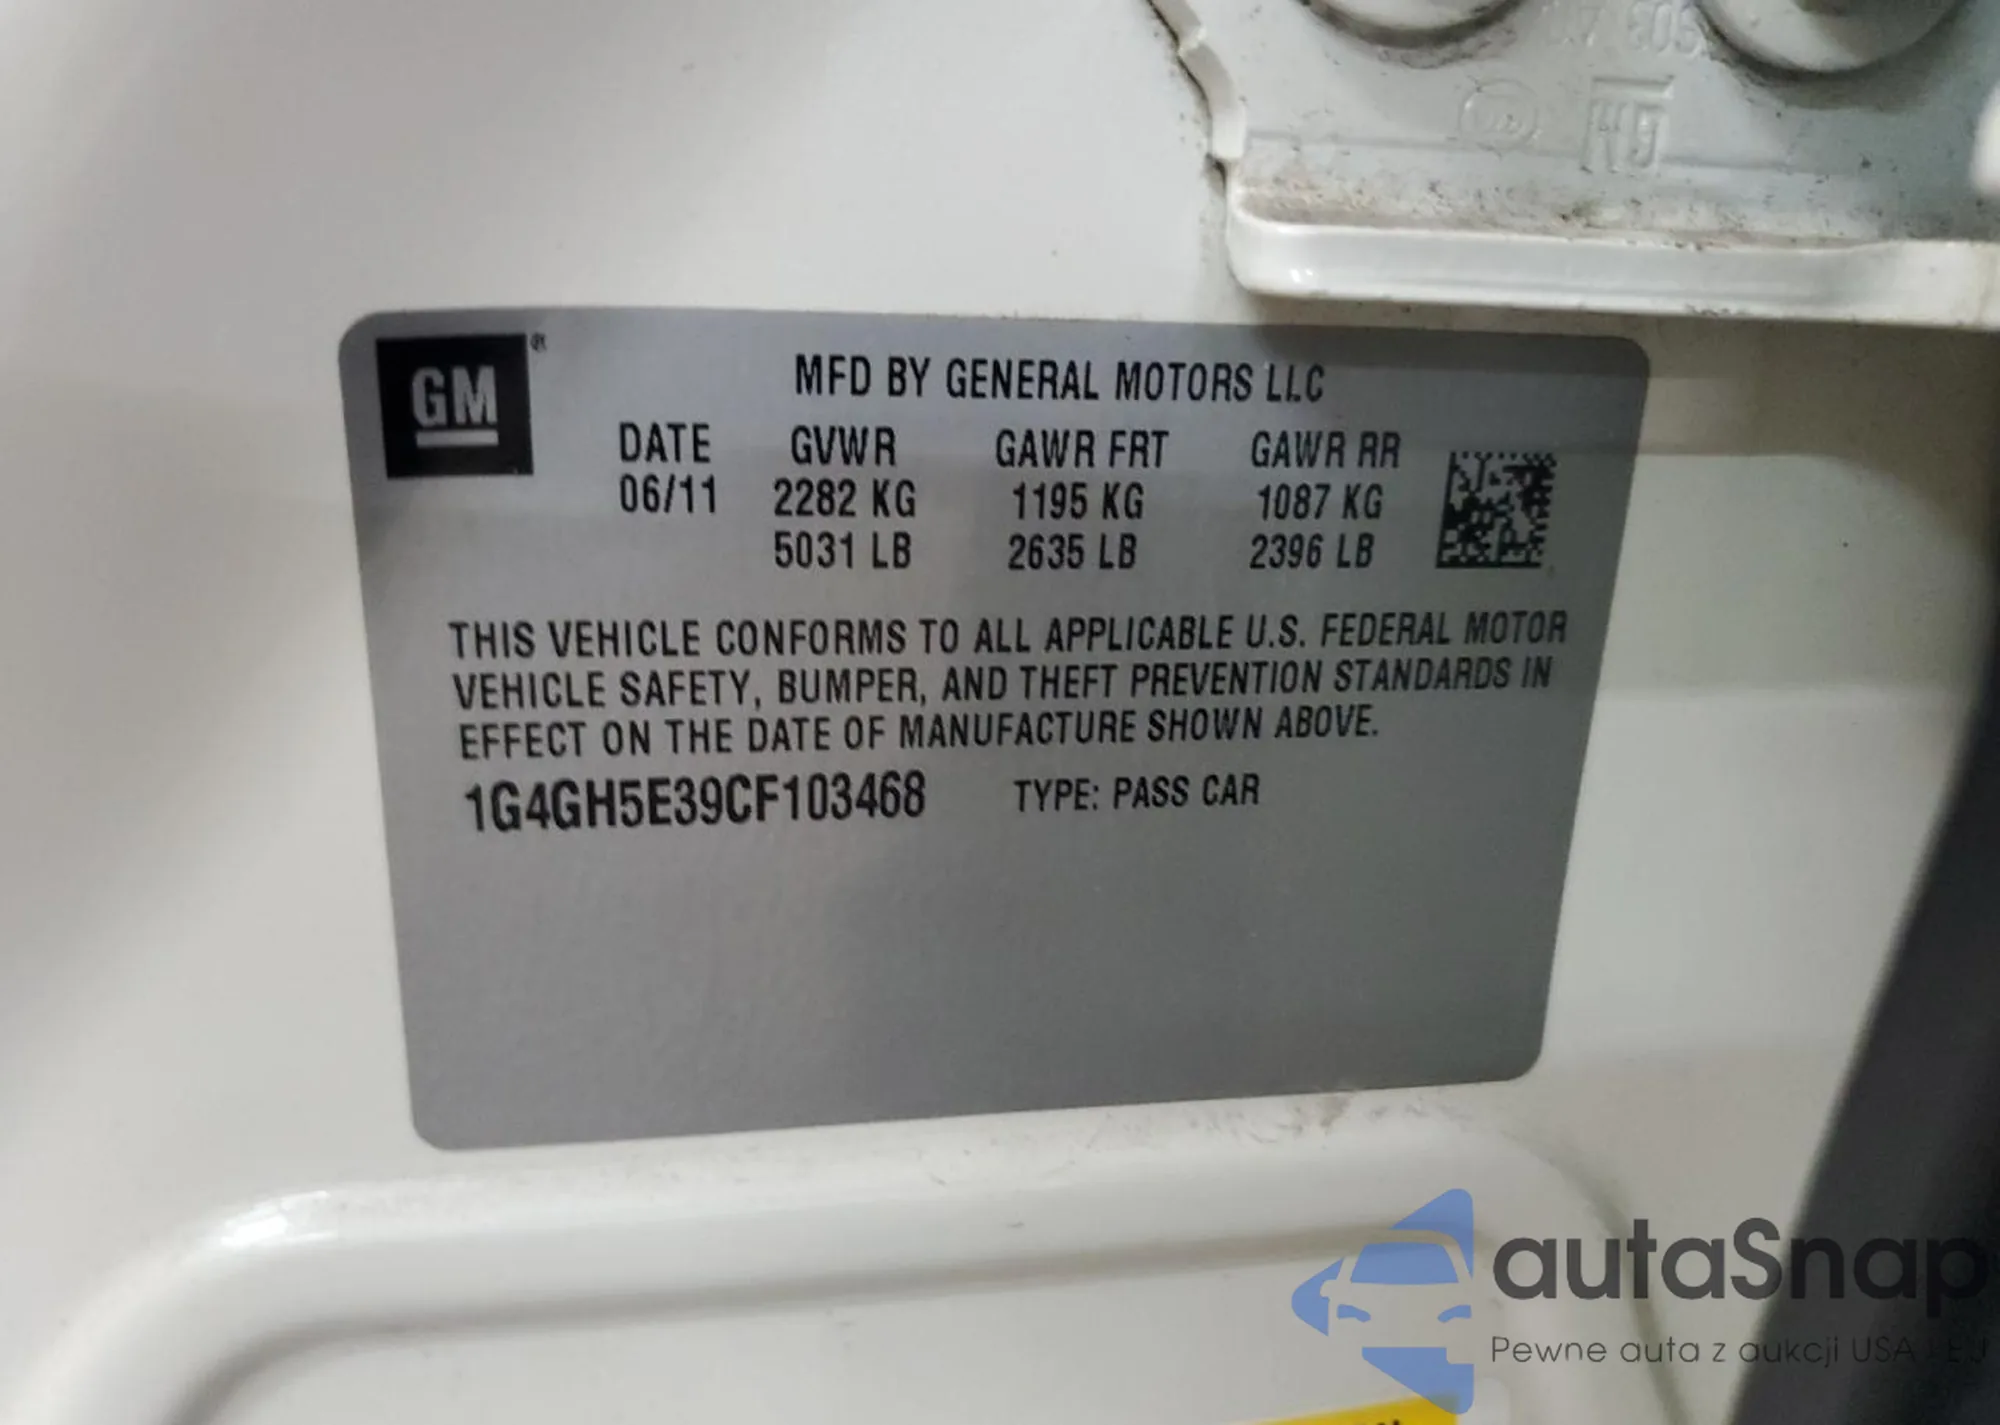 GM
GM®
MFD BY GENERAL MOTORS LLC
DATE GVWR GAWR FRT GAWR RR
06/11 2282 KG 1195 KG 1087 KG
5031 LB 2635 LB 2396 LB
THIS VEHICLE CONFORMS TO ALL APPLICABLE U.S. FEDERAL MOTOR
VEHICLE SAFETY, BUMPER, AND THEFT PREVENTION STANDARDS IN
EFFECT ON THE DATE OF MANUFACTURE SHOWN ABOVE.
1G4GH5E39CF103468 TYPE: PASS CAR
autaSnap
Pewne auta z aukcji USA i EU